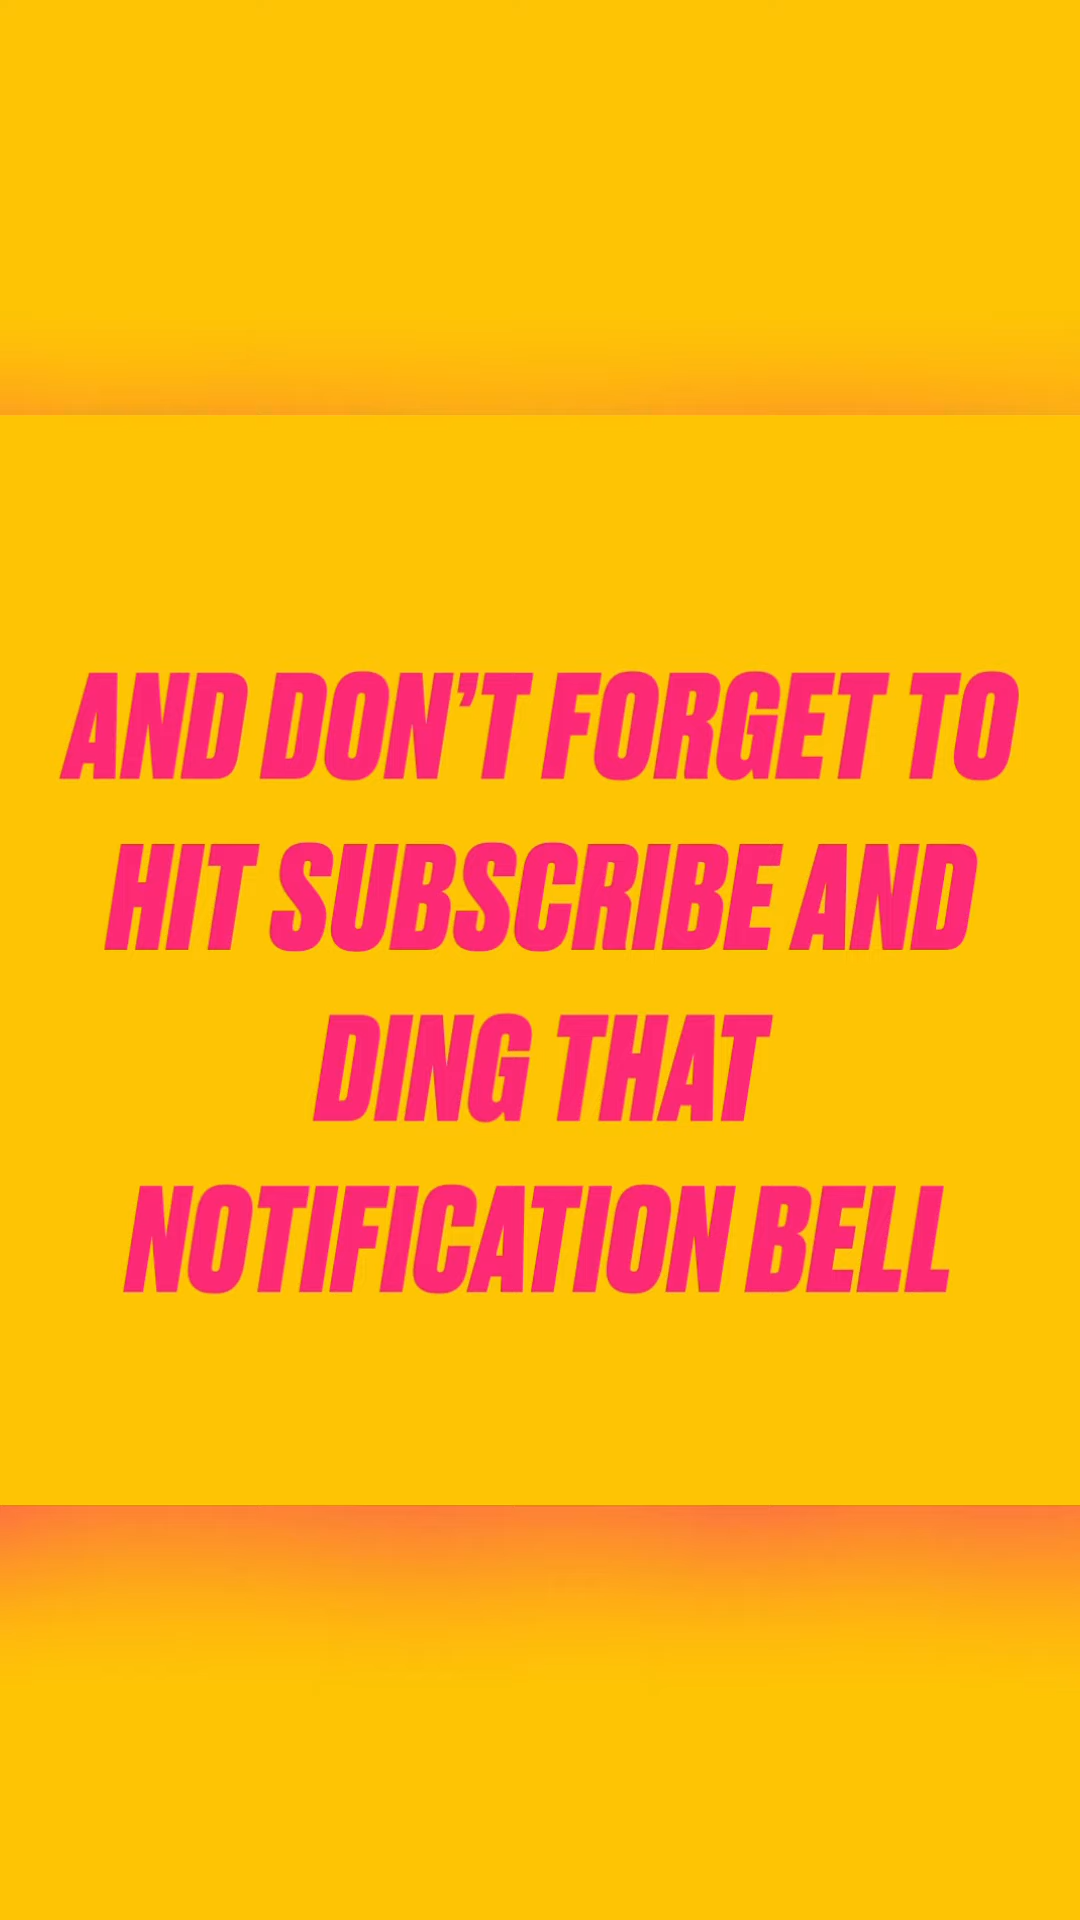 AND DON’T FORGET TO
HIT SUBSCRIBE AND
DING THAT
NOTIFICATION BELL